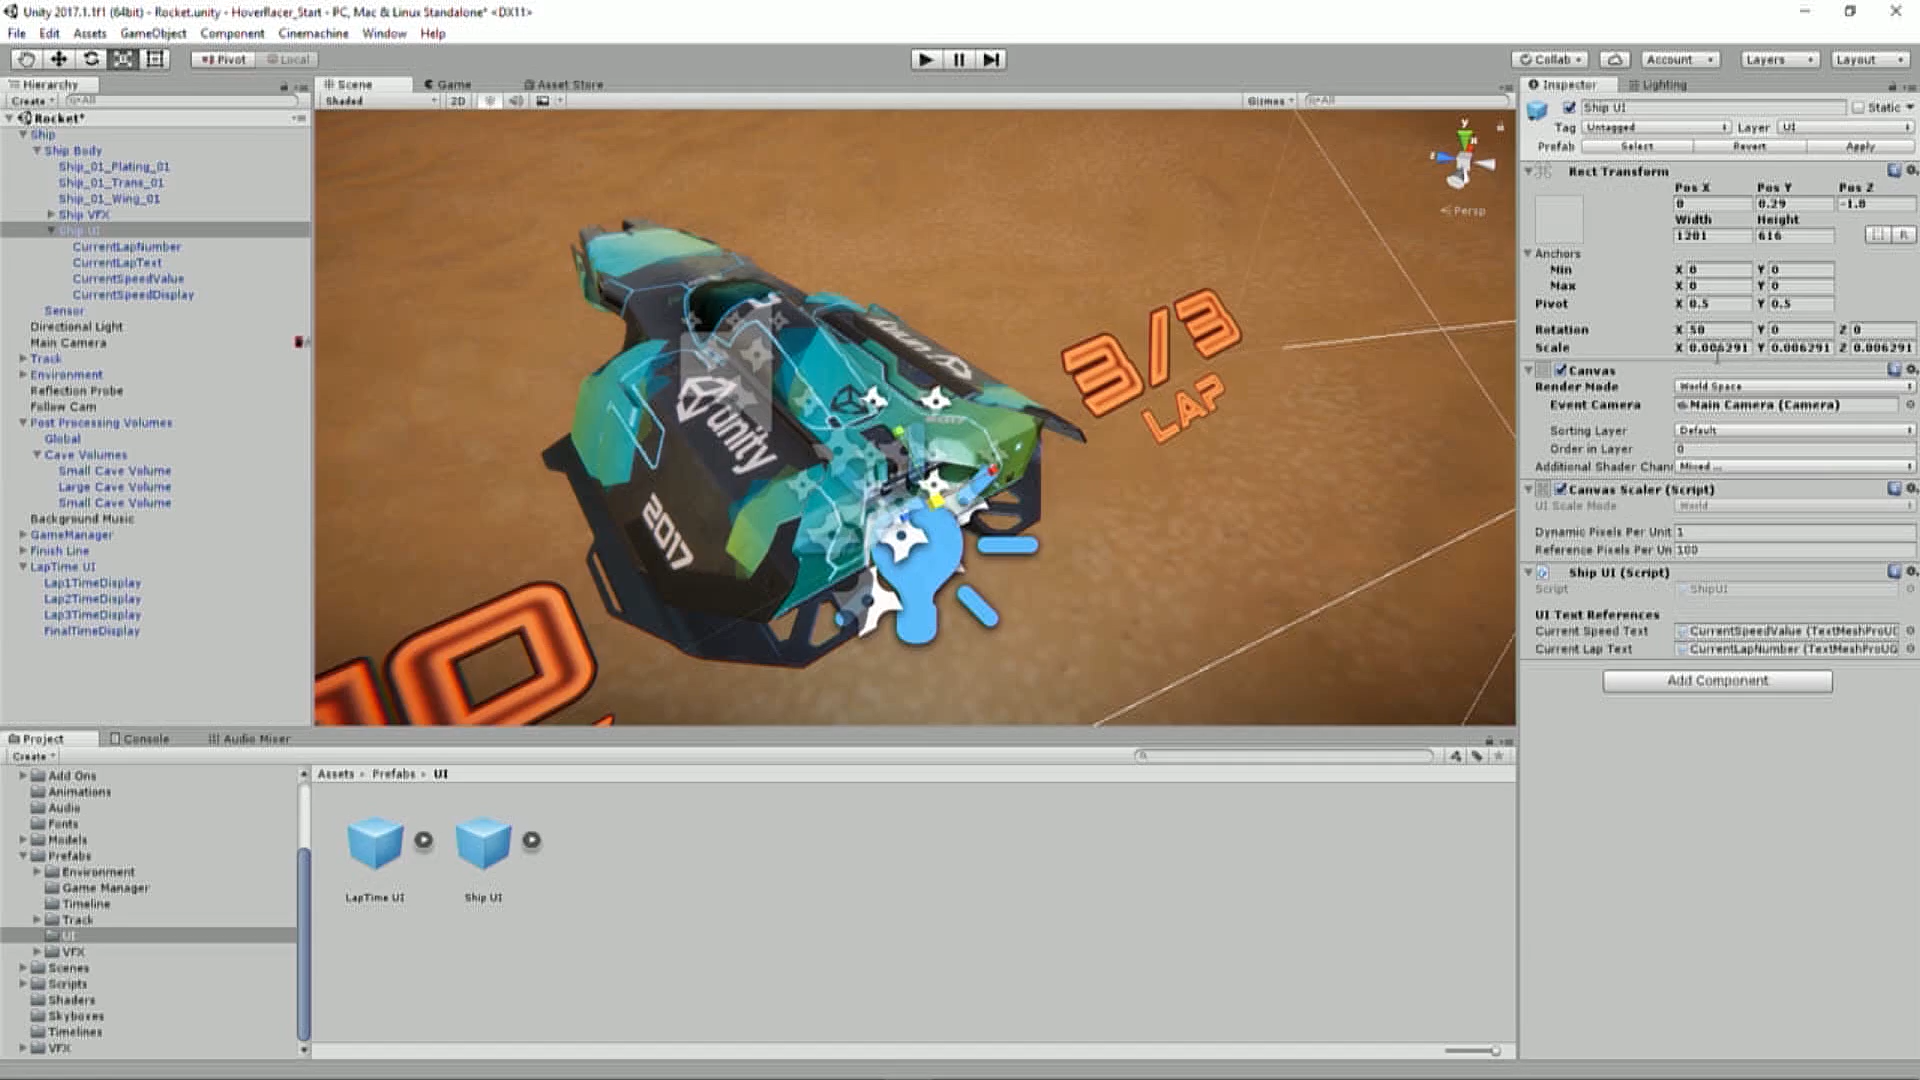 Unity 2017.1.1f1 (64bit) - Rocket.unity - HoverRacer_Start - PC, Mac & Linux Standalone* <DX11>
File Edit Assets GameObject Component Cinemachine Window Help
Pivot Local Collab Account Layers Layout
Hierarchy
Create All
Rocket*
Ship
Ship Body
Ship_01_Plating_01
Ship_01_Trans_01
Ship_01_Wing_01
Ship VFX
Ship UI
CurrentLapNumber
CurrentLapText
CurrentSpeedValue
CurrentSpeedDisplay
Sensor
Directional Light
Main Camera
Track
Environment
Reflection Probe
Follow Cam
Post Processing Volumes
Global
Cave Volumes
Small Cave Volume
Large Cave Volume
Small Cave Volume
Background Music
GameManager
Finish Line
LapTime UI
Lap1TimeDisplay
Lap2TimeDisplay
Lap3TimeDisplay
FinalTimeDisplay
Scene Game Asset Store
Shaded 2D Gizmos All
y
x
z
Persp
3/3
LAP
unity
2017
Inspector Lighting
Ship UI Static
Tag Untagged Layer UI
Prefab Select Revert Apply
Rect Transform
Pos X Pos Y Pos Z
0 0.29 -1.8
Width Height
1201 616
R
Anchors
Min X 0 Y 0
Max X 0 Y 0
Pivot X 0.5 Y 0.5
Rotation X 50 Y 0 Z 0
Scale X 0.006291 Y 0.006291 Z 0.006291
Canvas
Render Mode World Space
Event Camera Main Camera (Camera)
Sorting Layer Default
Order in Layer 0
Additional Shader Chan Mixed ...
Canvas Scaler (Script)
UI Scale Mode World
Dynamic Pixels Per Unit 1
Reference Pixels Per Un 100
Ship UI (Script)
Script ShipUI
UI Text References
Current Speed Text CurrentSpeedValue (TextMeshProUG
Current Lap Text CurrentLapNumber (TextMeshProUG
Add Component
Project Console Audio Mixer
Create
Add Ons
Animations
Audio
Fonts
Models
Prefabs
Environment
Game Manager
Timeline
Track
UI
VFX
Scenes
Scripts
Shaders
Skyboxes
Timelines
VFX
Assets Prefabs UI
LapTime UI Ship UI